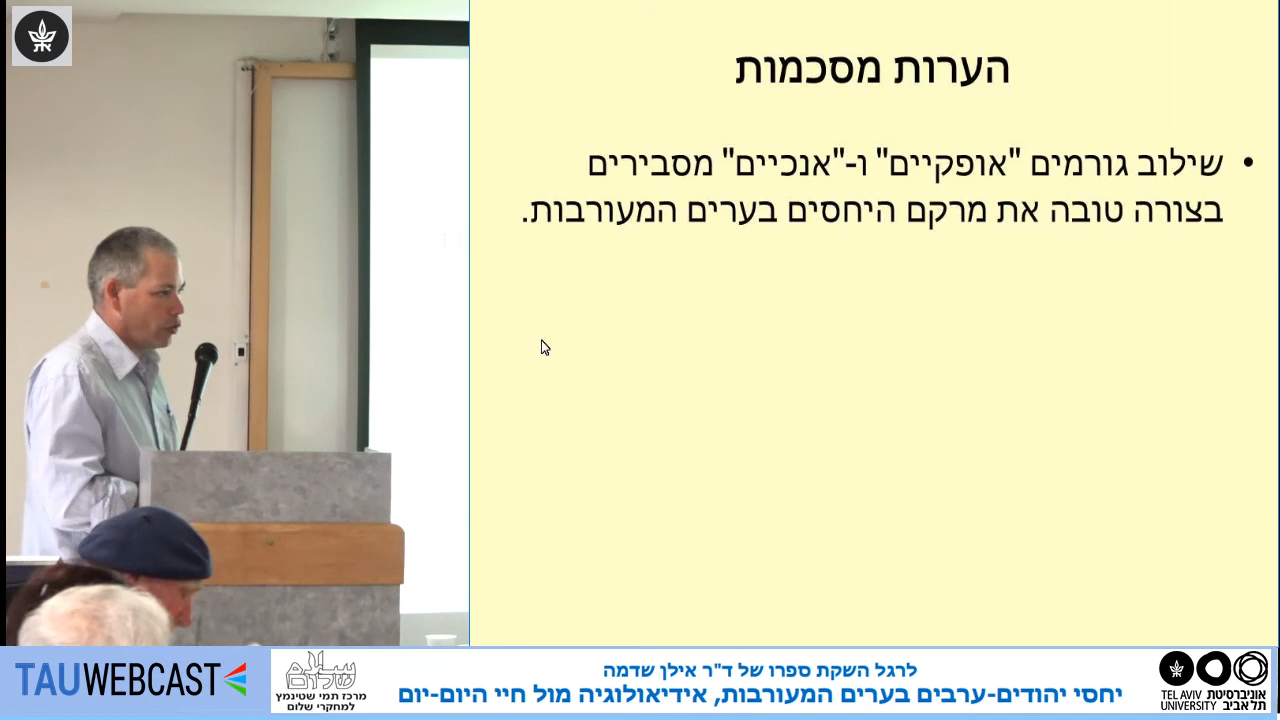 הערות מסכמות
• שילוב גורמים "אופקיים" ו-"אנכיים" מסבירים
בצורה טובה את מרקם היחסים בערים המעורבות.
TAUWEBCAST
שלום
מרכז תמי שטינמץ
למחקרי שלום
לרגל השקת ספרו של ד"ר אילן שדמה
יחסי יהודים-ערבים בערים המעורבות, אידיאולוגיה מול חיי היום-יום
TEL AVIV אוניברסיטת
UNIVERSITY תל אביב